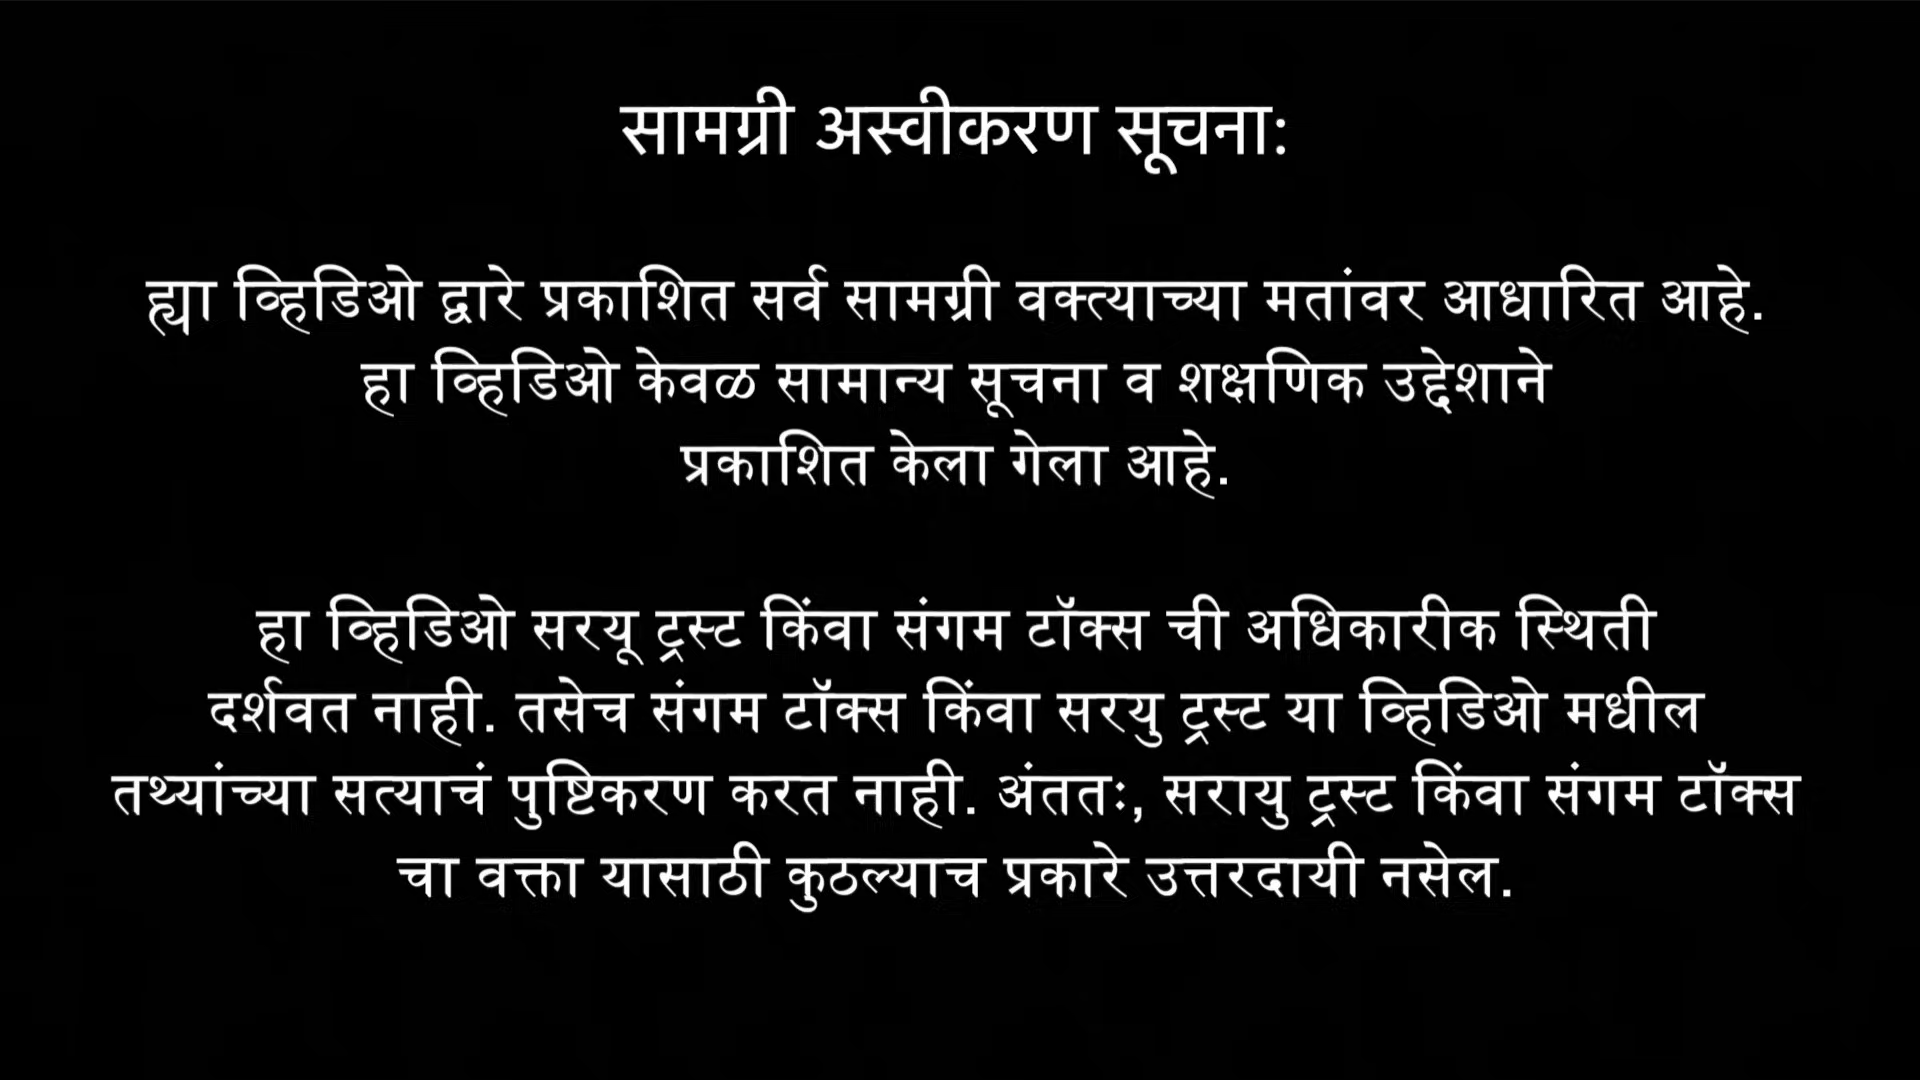 सामग्री अस्वीकरण सूचना:
ह्या व्हिडिओ द्वारे प्रकाशित सर्व सामग्री वक्त्याच्या मतांवर आधारित आहे.
हा व्हिडिओ केवळ सामान्य सूचना व शक्षणिक उद्देशाने
प्रकाशित केला गेला आहे.
हा व्हिडिओ सरयू ट्रस्ट किंवा संगम टॉक्स ची अधिकारीक स्थिती
दर्शवत नाही. तसेच संगम टॉक्स किंवा सरयु ट्रस्ट या व्हिडिओ मधील
तथ्यांच्या सत्याचं पुष्टिकरण करत नाही. अंततः, सरायु ट्रस्ट किंवा संगम टॉक्स
चा वक्ता यासाठी कुठल्याच प्रकारे उत्तरदायी नसेल.